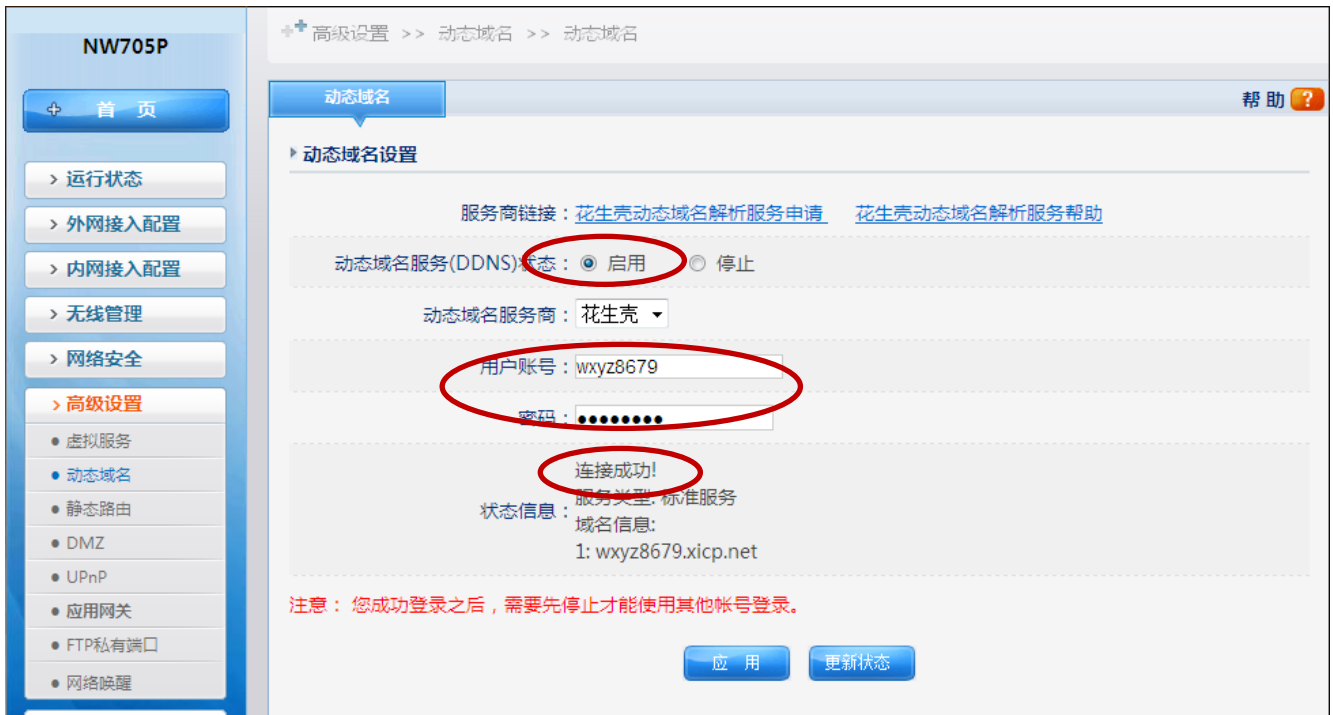 NW705P
首 页
> 运行状态
> 外网接入配置
> 内网接入配置
> 无线管理
> 网络安全
> 高级设置
● 虚拟服务
● 动态域名
● 静态路由
● DMZ
● UPnP
● 应用网关
● FTP私有端口
● 网络唤醒
高级设置 >> 动态域名 >> 动态域名
动态域名
帮助 ?
动态域名设置
服务商链接：花生壳动态域名解析服务申请 花生壳动态域名解析服务帮助
动态域名服务(DDNS)状态： 启用 停止
动态域名服务商：花生壳
用户账号：wxyz8679
密码：●●●●●●●●
状态信息：
连接成功!
服务类型: 标准服务
域名信息:
1: wxyz8679.xicp.net
注意： 您成功登录之后，需要先停止才能使用其他帐号登录。
应 用 更新状态